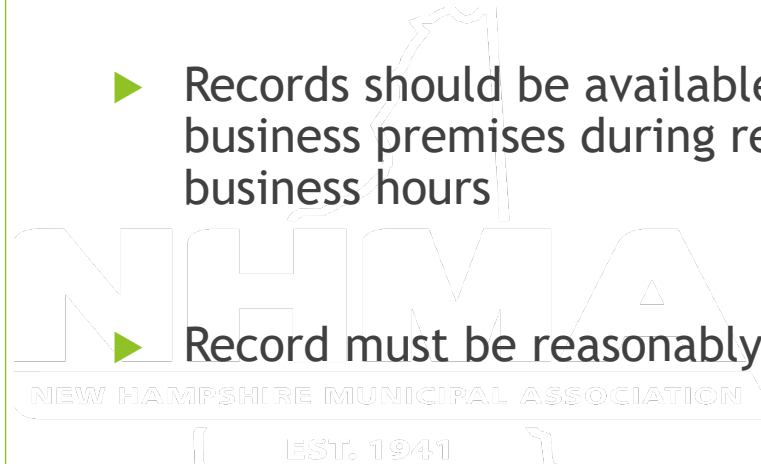 Records should be available
business premises during re
business hours
NHMA
Record must be reasonably
NEW HAMPSHIRE MUNICIPAL ASSOCIATION
EST. 1941